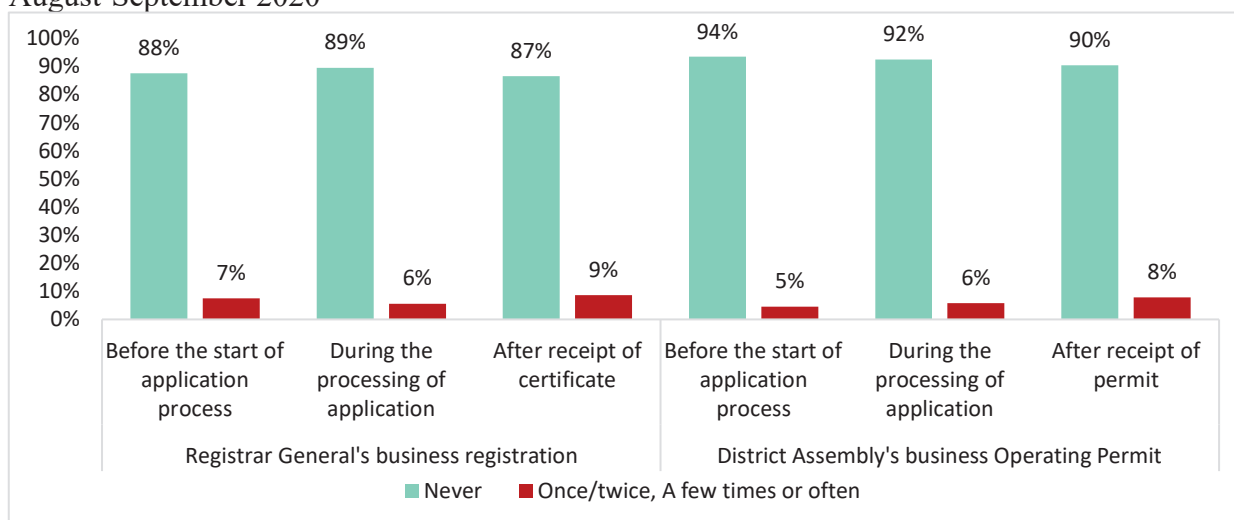 August-September 2020
100%
90%
80%
70%
60%
50%
40%
30%
20%
10%
0%
88%
7%
89%
6%
87%
9%
94%
5%
92%
6%
90%
8%
Before the start of
application
process
During the
processing of
application
After receipt of
certificate
Before the start of
application
process
During the
processing of
application
After receipt of
permit
Registrar General's business registration
District Assembly's business Operating Permit
Never
Once/twice, A few times or often